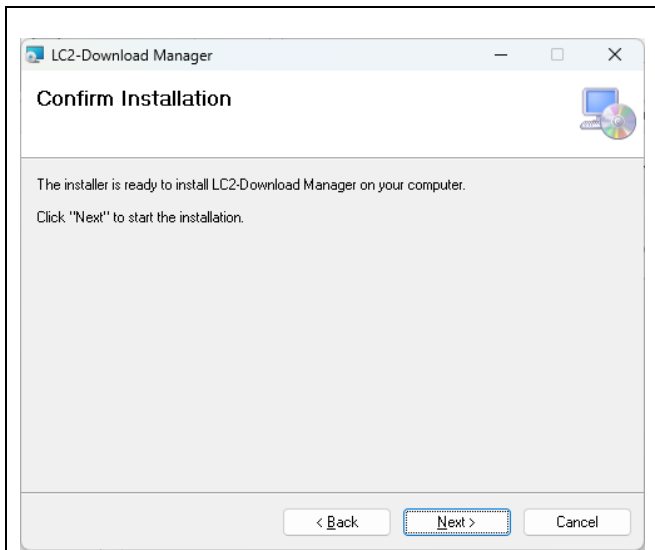 LC2-Download Manager
Confirm Installation
The installer is ready to install LC2-Download Manager on your computer.
Click "Next" to start the installation.
< Back
Next >
Cancel